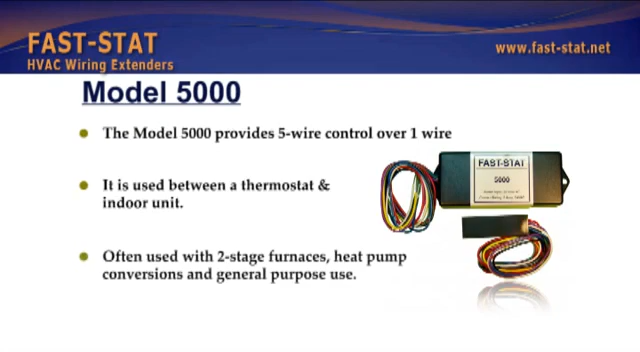 FAST-STAT
HVAC Wiring Extenders
www.fast-stat.net
Model 5000
The Model 5000 provides 5-wire control over 1 wire
It is used between a thermostat &
indoor unit.
Often used with 2-stage furnaces, heat pump
conversions and general purpose use.
FAST-STAT
5000